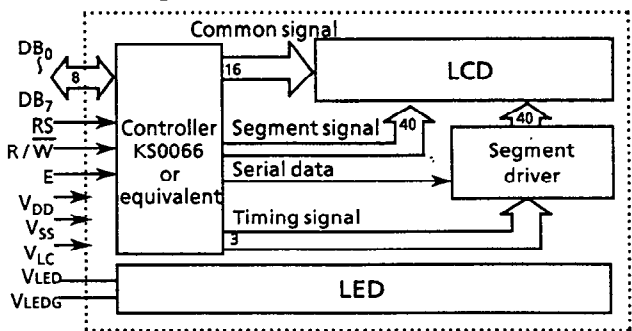 Common signal
DB0
8
16
LCD
DB7
RS
Controller
KS0066
or
equivalent
Segment signal
40
40
R / W̅
Serial data
Segment
driver
E
VDD
Timing signal
VSS
3
VLC
VLED
LED
VLEDG